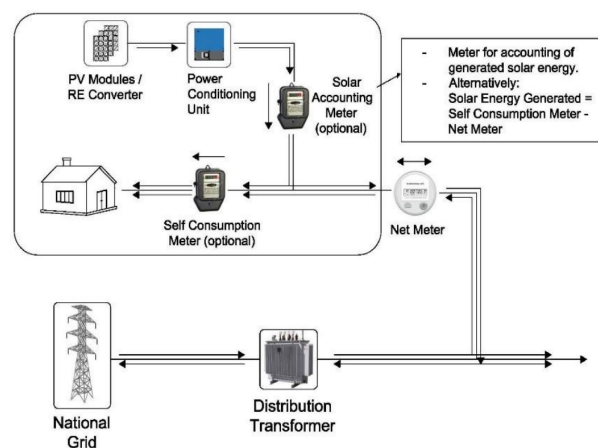 PV Modules /
RE Converter
Power
Conditioning
Unit
Solar
Accounting
Meter
(optional)
- Meter for accounting of
generated solar energy.
- Alternatively:
Solar Energy Generated =
Self Consumption Meter -
Net Meter
Self Consumption
Meter (optional)
Net Meter
National
Grid
Distribution
Transformer